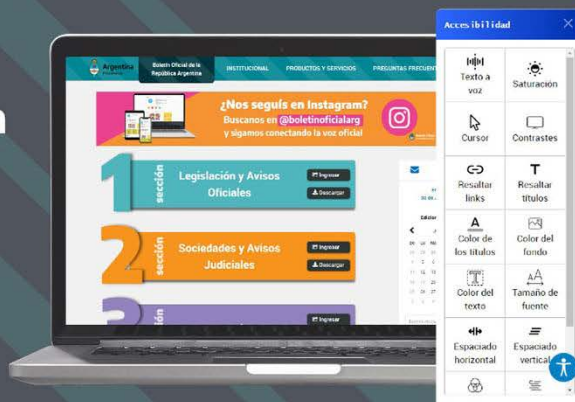 Argentina
Presidencia
Boletín Oficial de la
República Argentina
INSTITUCIONAL
PRODUCTOS Y SERVICIOS
PREGUNTAS FRECUENT
¿Nos seguís en Instagram?
Buscanos en @boletinoficialarg
y sigamos conectando la voz oficial
1
sección
Legislación y Avisos
Oficiales
Ingresar
Descargar
2
sección
Sociedades y Avisos
Judiciales
Ingresar
Descargar
sección
Ingresar
Accesibilidad
Texto a
voz
Saturación
Cursor
Contrastes
Resaltar
links
Resaltar
títulos
Color de
los títulos
Color del
fondo
Color del
texto
Tamaño de
fuente
Espaciado
horizontal
Espaciado
vertical